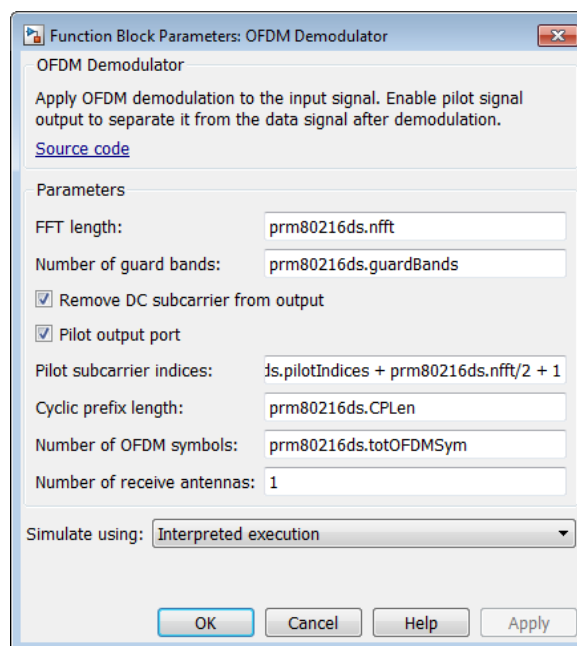 Function Block Parameters: OFDM Demodulator
OFDM Demodulator
Apply OFDM demodulation to the input signal. Enable pilot signal
output to separate it from the data signal after demodulation.
Source code
Parameters
FFT length: prm80216ds.nfft
Number of guard bands: prm80216ds.guardBands
Remove DC subcarrier from output
Pilot output port
Pilot subcarrier indices: ds.pilotIndices + prm80216ds.nfft/2 + 1
Cyclic prefix length: prm80216ds.CPLen
Number of OFDM symbols: prm80216ds.totOFDMSym
Number of receive antennas: 1
Simulate using: Interpreted execution
OK Cancel Help Apply